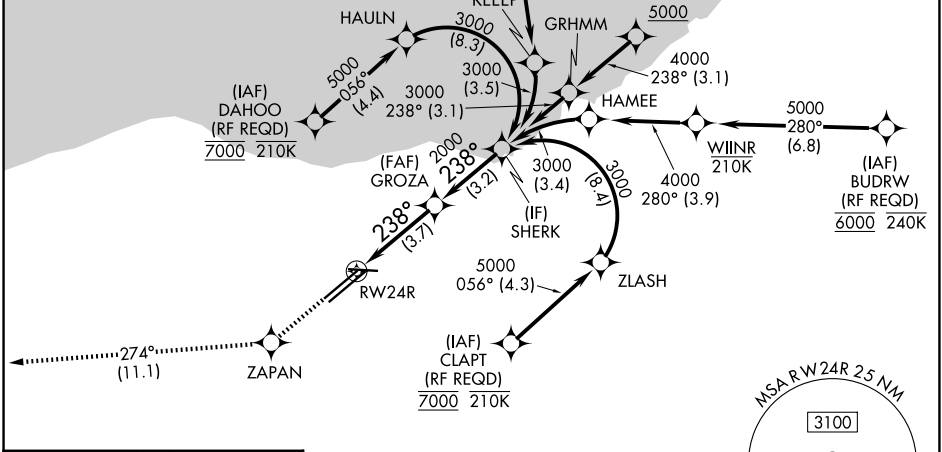 KELEP
HAULN
3000
(8.3)
GRHMM
5000
5000
056°
(4.4)
3000
(3.5)
4000
238° (3.1)
3000
238° (3.1)
(IAF)
DAHOO
(RF REQD)
7000 210K
HAMEE
5000
280°
(6.8)
WIINR
210K
2000
238°
(3.2)
(FAF)
GROZA
3000
(3.4)
3000
(8.4)
4000
280° (3.9)
(IAF)
BUDRW
(RF REQD)
6000 240K
(IF)
SHERK
238°
(3.7)
RW24R
5000
056° (4.3)
ZLASH
274°
(11.1)
ZAPAN
(IAF)
CLAPT
(RF REQD)
7000 210K
MSA RW24R 25 NM
3100